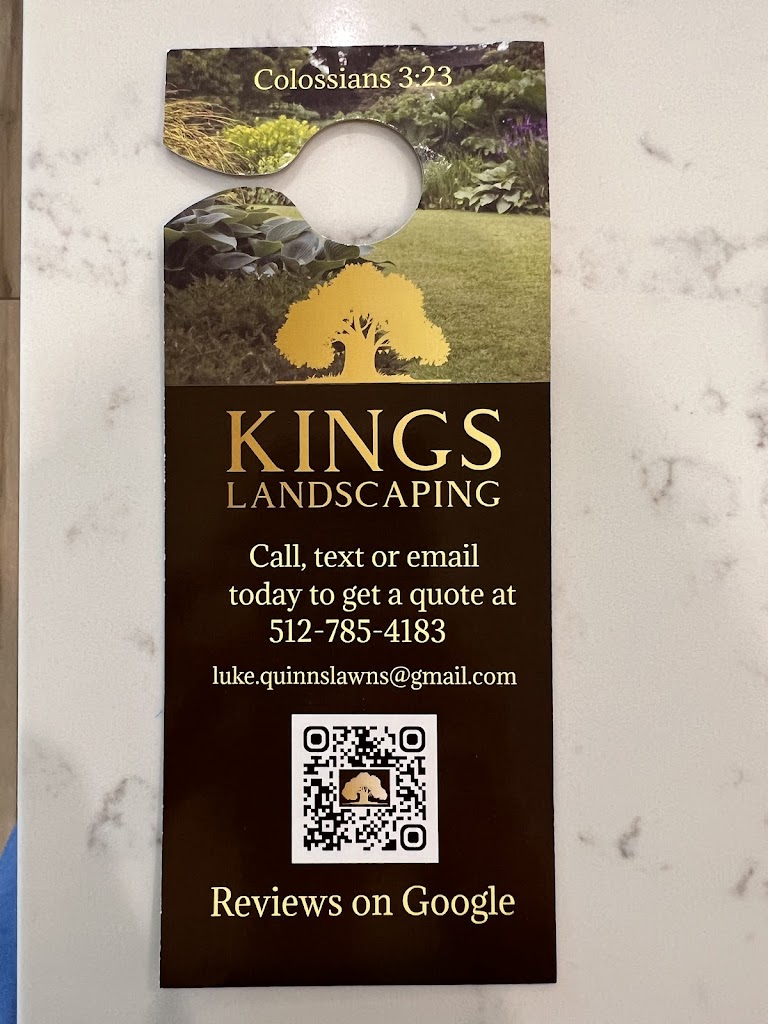 Colossians 3:23
KINGS
LANDSCAPING
Call, text or email
today to get a quote at
512-785-4183
luke.quinnslawns@gmail.com
Reviews on Google